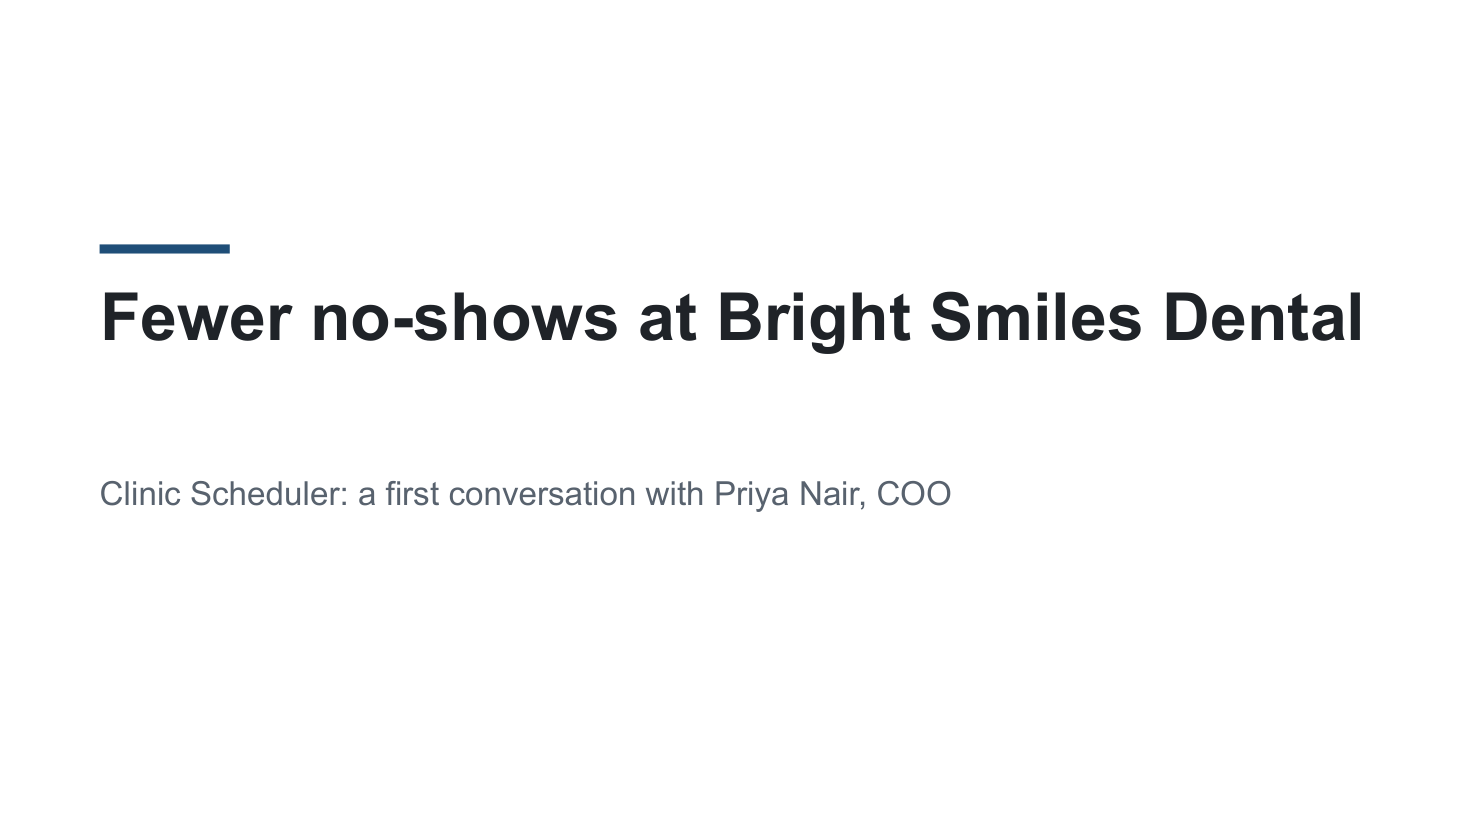 Fewer no-shows at Bright Smiles Dental
Clinic Scheduler: a first conversation with Priya Nair, COO